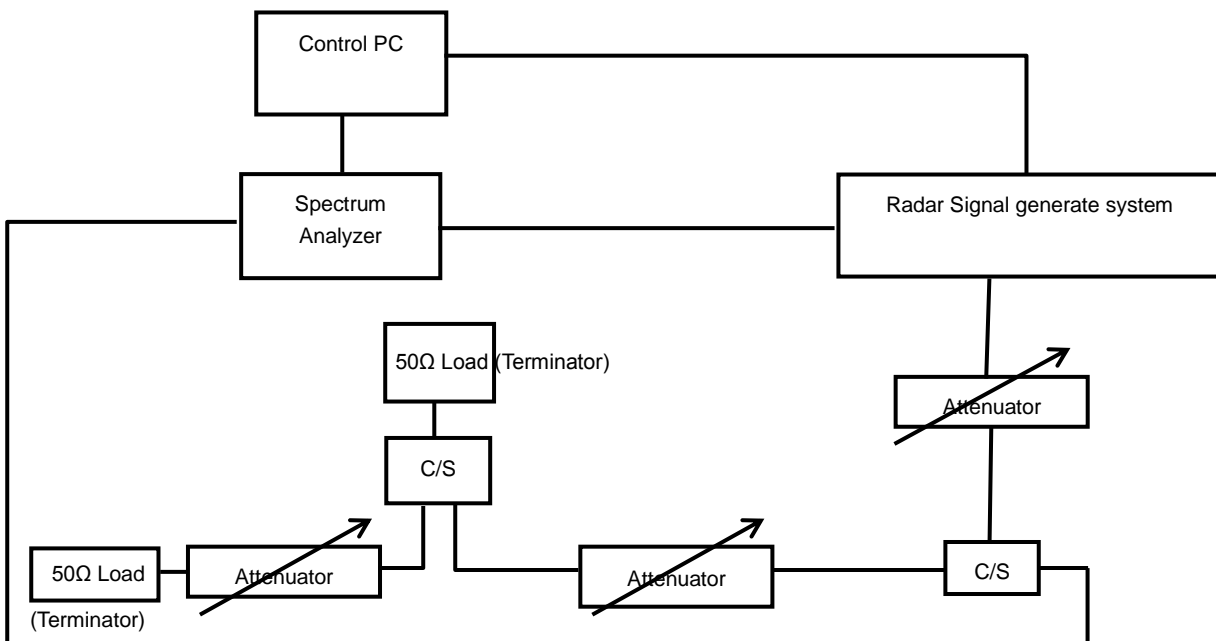 Control PC
Spectrum
Analyzer
Radar Signal generate system
50Ω Load (Terminator)
Attenuator
C/S
50Ω Load
(Terminator)
Attenuator
Attenuator
C/S